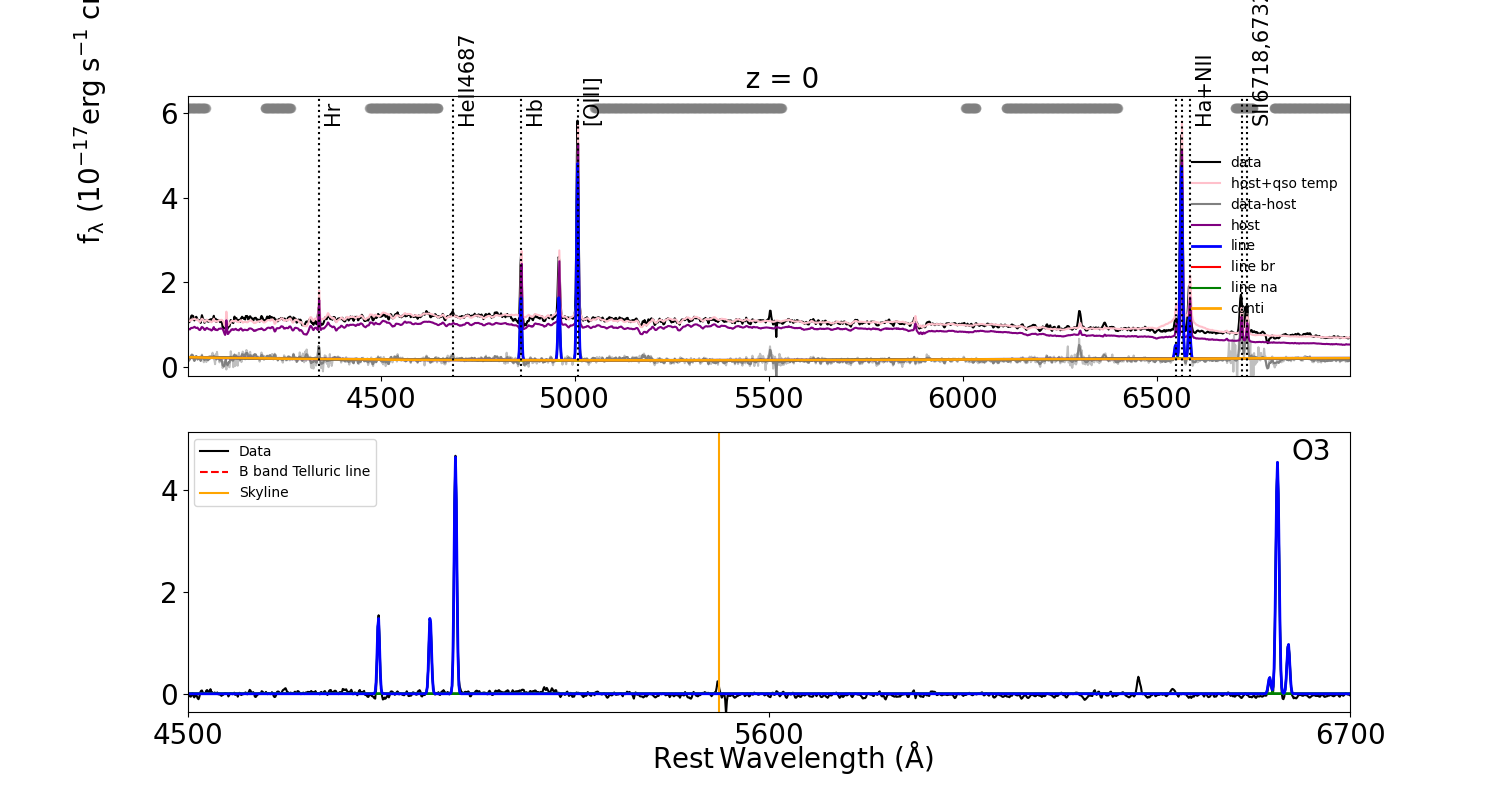 z = 0
f_λ (10^−17 erg s^−1 c
Hr
HeII4687
Hb
[OIII]
Ha+NII
SII6718,6732
6
4
2
0
data
host+qso temp
data-host
host
line
line br
line na
conti
4500
5000
5500
6000
6500
Data
B band Telluric line
Skyline
O3
4
2
0
4500
5600
6700
Rest Wavelength (Å)